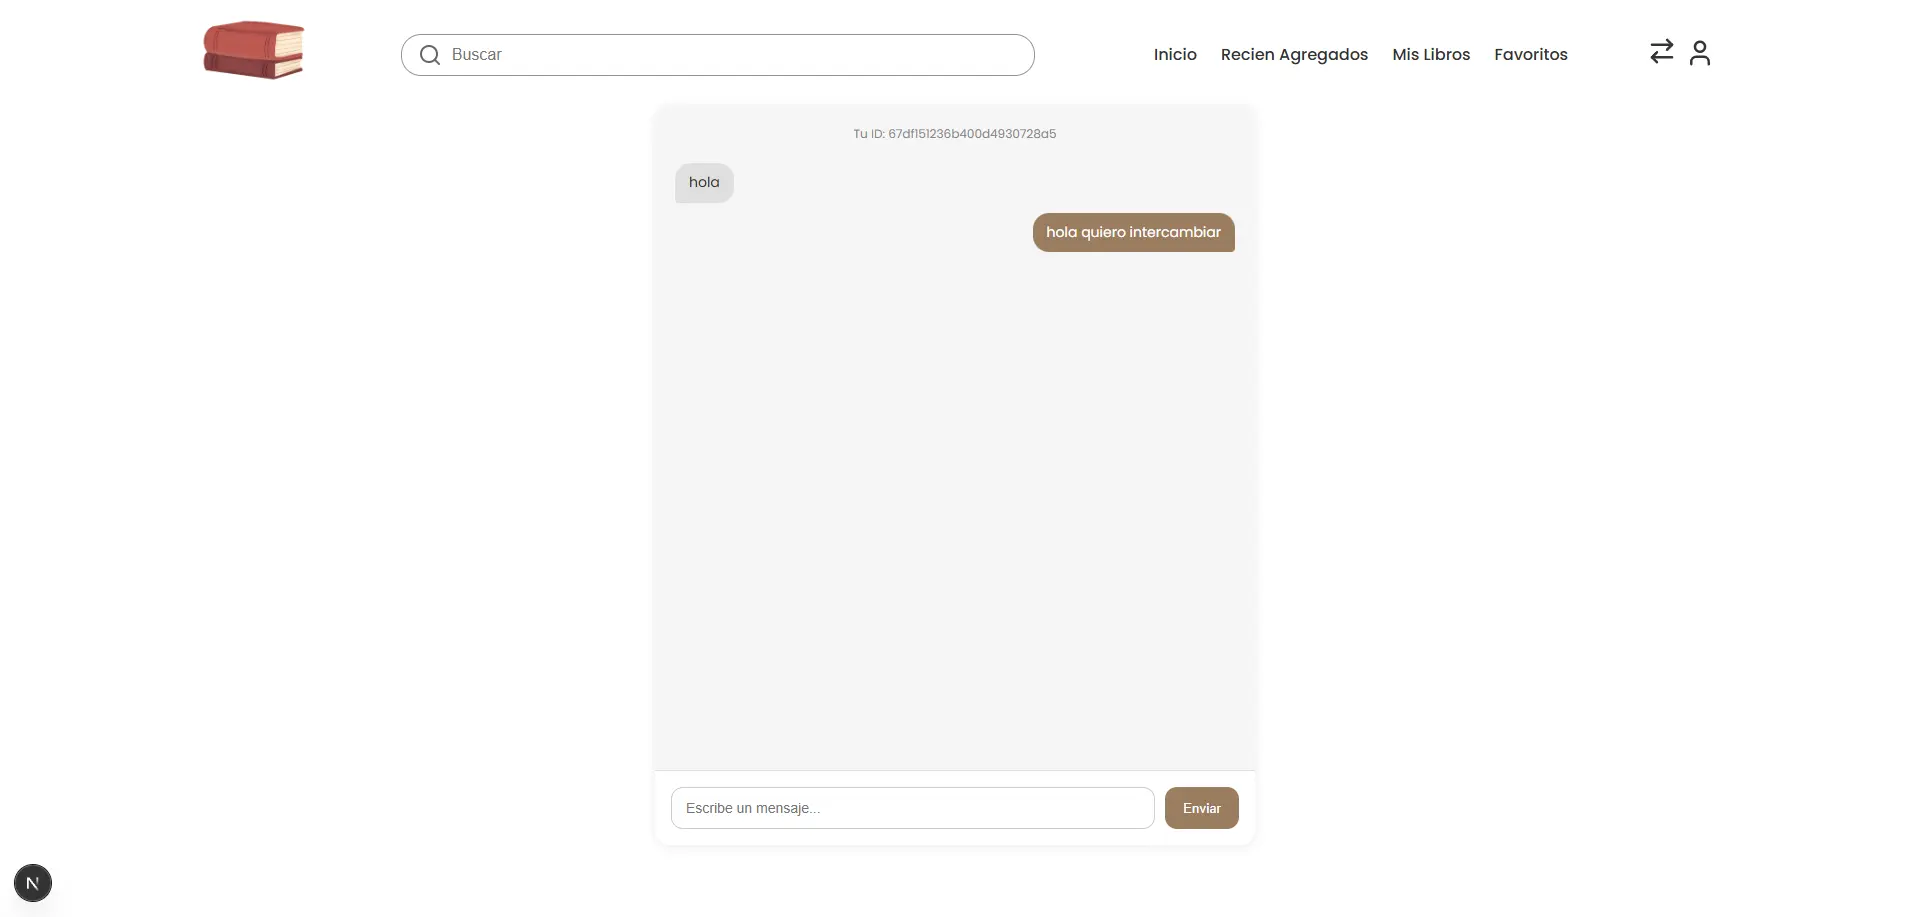 Buscar
Inicio
Recien Agregados
Mis Libros
Favoritos
Tu ID: 67df151236b400d4930728a5
hola
hola quiero intercambiar
Escribe un mensaje...
Enviar
N